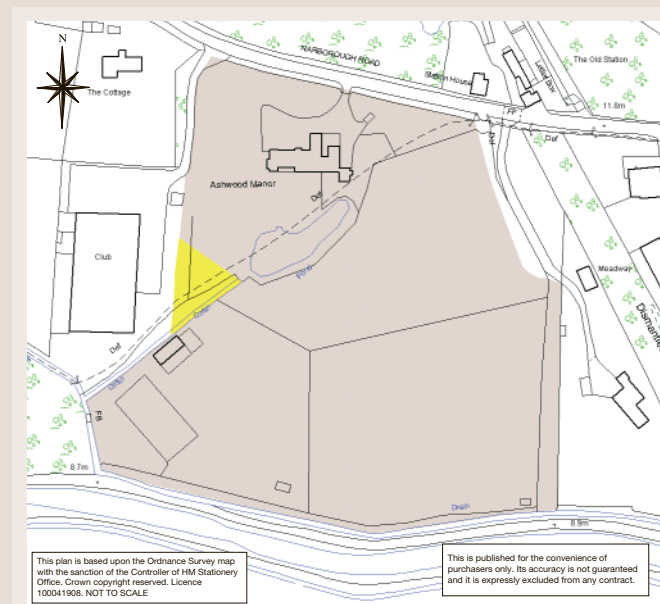 N
NARBOROUGH ROAD
The Old Station
Station House
The Cottage
Letter Box
FP
11.8m
Def
Def
Ashwood Manor
Def
Club
Pond
Meadway
Drain
Def
Drain
FB
8.7m
Drain
8.9m
This plan is based upon the Ordnance Survey map
with the sanction of the Controller of HM Stationery
Office. Crown copyright reserved. Licence
100041908. NOT TO SCALE
This is published for the convenience of
purchasers only. Its accuracy is not guaranteed
and it is expressly excluded from any contract.